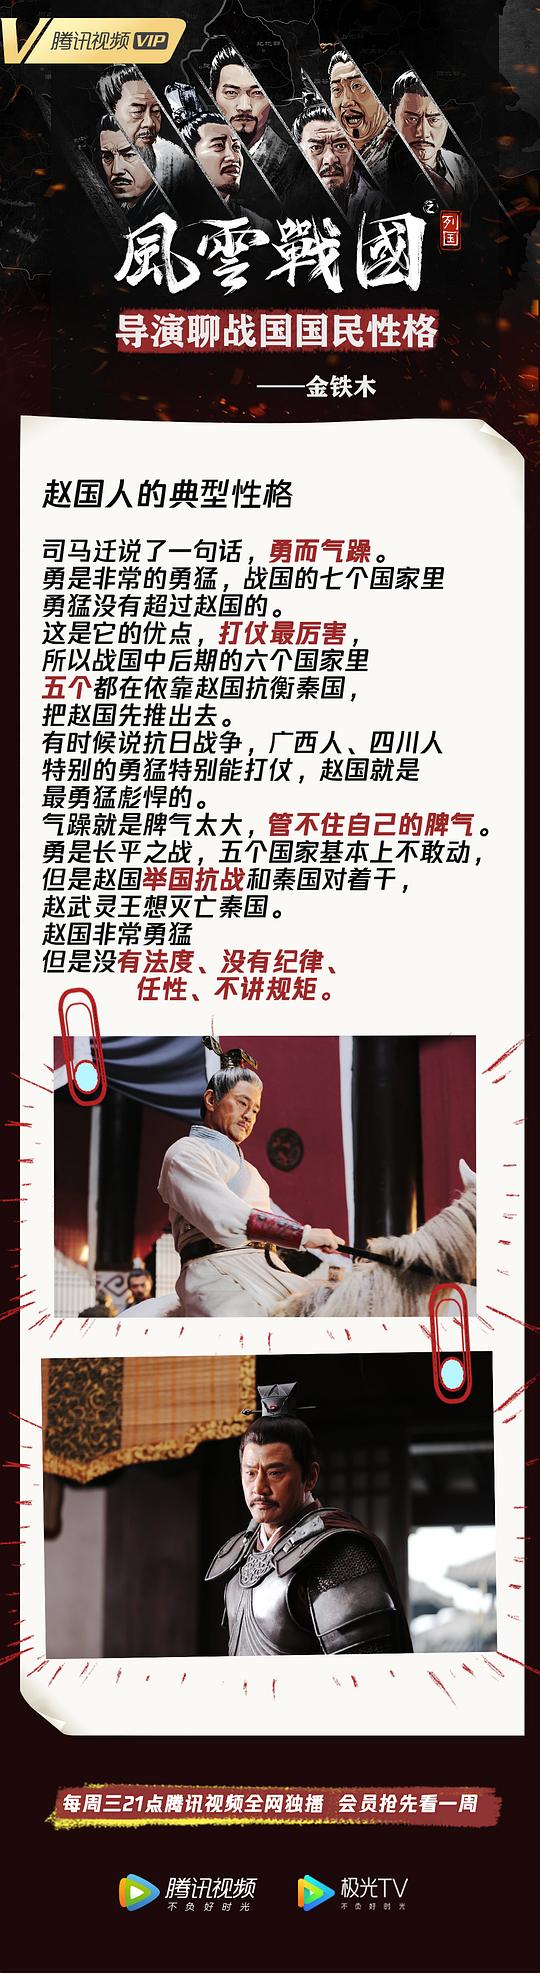 腾讯视频 VIP
風雲戰國
之
列国
导演聊战国国民性格
——金铁木
赵国人的典型性格
司马迁说了一句话，勇而气躁。
勇是非常的勇猛，战国的七个国家里
勇猛没有超过赵国的。
这是它的优点，打仗最厉害，
所以战国中后期的六个国家里
五个都在依靠赵国抗衡秦国，
把赵国先推出去。
有时候说抗日战争，广西人、四川人
特别的勇猛特别能打仗，赵国就是
最勇猛彪悍的。
气躁就是脾气太大，管不住自己的脾气。
勇是长平之战，五个国家基本上不敢动，
但是赵国举国抗战和秦国对着干，
赵武灵王想灭亡秦国。
赵国非常勇猛
但是没有法度、没有纪律、
任性、不讲规矩。
每周三21点腾讯视频全网独播 会员抢先看一周
腾讯视频 极光TV
不负好时光 不负好时光